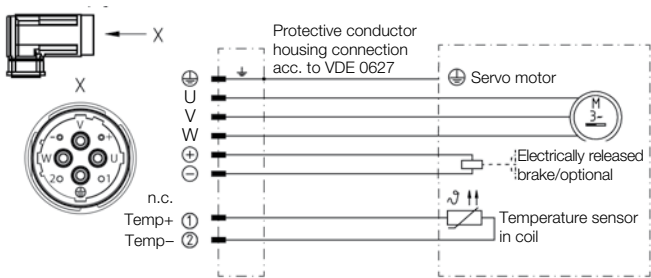 Protective conductor
housing connection
acc. to VDE 0627
X
X
V
- +
W U
2 1
U
V
W
+
−
n.c.
Temp+ ①
Temp− ②
Servo motor
M
3~
Electrically released
brake/optional
ϑ
Temperature sensor
in coil